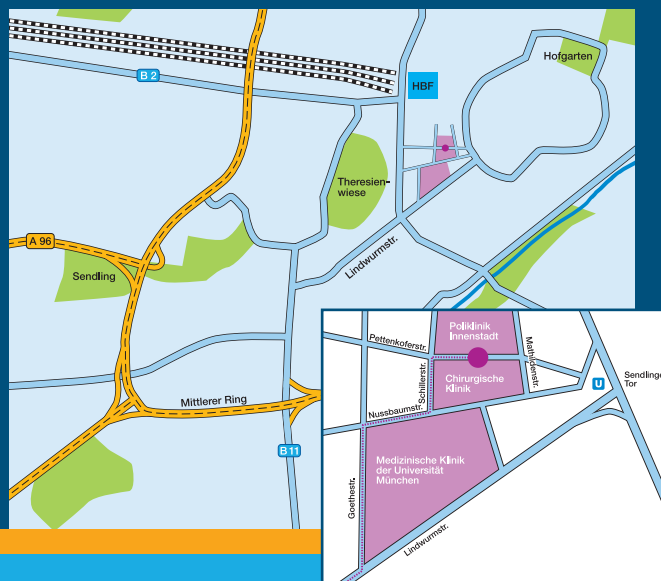 Hofgarten
B 2
HBF
Theresien-
wiese
A 96
Sendling
Lindwurmstr.
Mittlerer Ring
B 11
Pettenkoferstr.
Poliklinik
Innenstadt
Schillerstr.
Mathildenstr.
Chirurgische
Klinik
Nussbaumstr.
U
Sendlinge
Tor
Medizinische Klinik
der Universität
München
Goethestr.
Lindwurmstr.